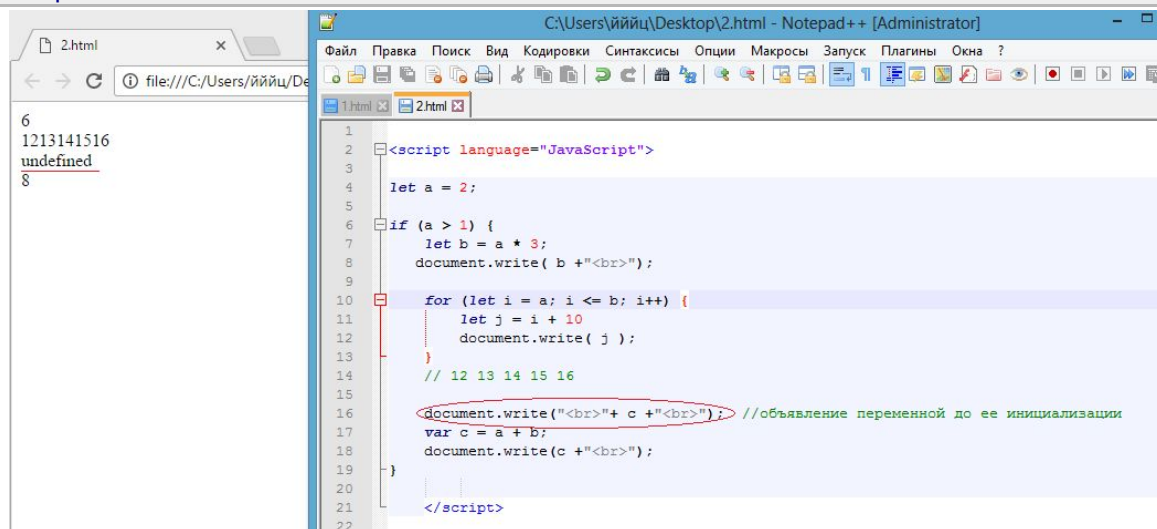 C:\Users\йййц\Desktop\2.html - Notepad++ [Administrator]
2.html
file:///C:/Users/йййц/De
Файл Правка Поиск Вид Кодировки Синтаксисы Опции Макросы Запуск Плагины Окна ?
1.html 2.html
6
1213141516
undefined
8
1
2 <script language="JavaScript">
3
4 let a = 2;
5
6 if (a > 1) {
7 let b = a * 3;
8 document.write( b +"<br>");
9
10 for (let i = a; i <= b; i++) {
11 let j = i + 10
12 document.write( j );
13 }
14 // 12 13 14 15 16
15
16 document.write("<br>"+ c +"<br>"); //объявление переменной до ее инициализации
17 var c = a + b;
18 document.write(c +"<br>");
19 }
20
21 </script>
22